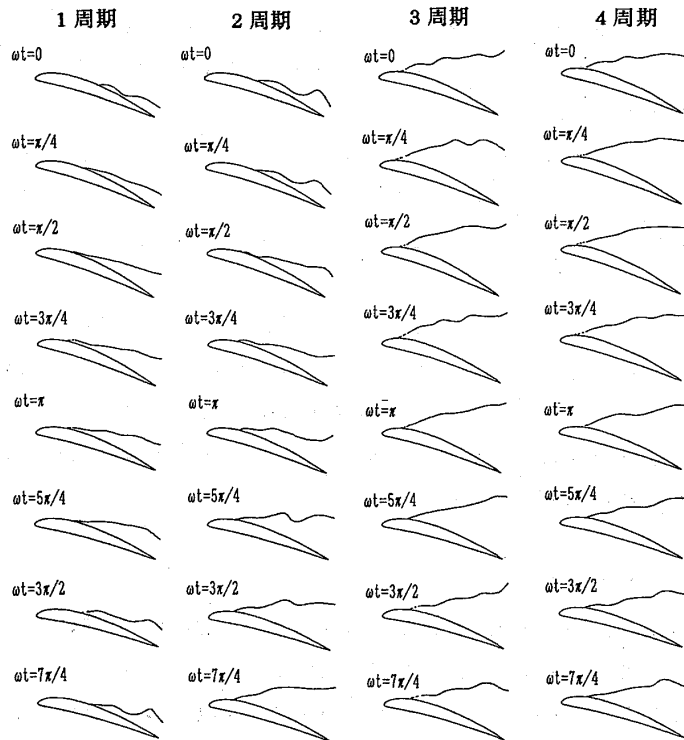 1 周期 2 周期 3 周期 4 周期
ωt=0 ωt=0 ωt=0 ωt=0
ωt=π/4 ωt=π/4 ωt=π/4 ωt=π/4
ωt=π/2 ωt=π/2 ωt=π/2 ωt=π/2
ωt=3π/4 ωt=3π/4 ωt=3π/4 ωt=3π/4
ωt=π ωt=π ωt=π ωt=π
ωt=5π/4 ωt=5π/4 ωt=5π/4 ωt=5π/4
ωt=3π/2 ωt=3π/2 ωt=3π/2 ωt=3π/2
ωt=7π/4 ωt=7π/4 ωt=7π/4 ωt=7π/4